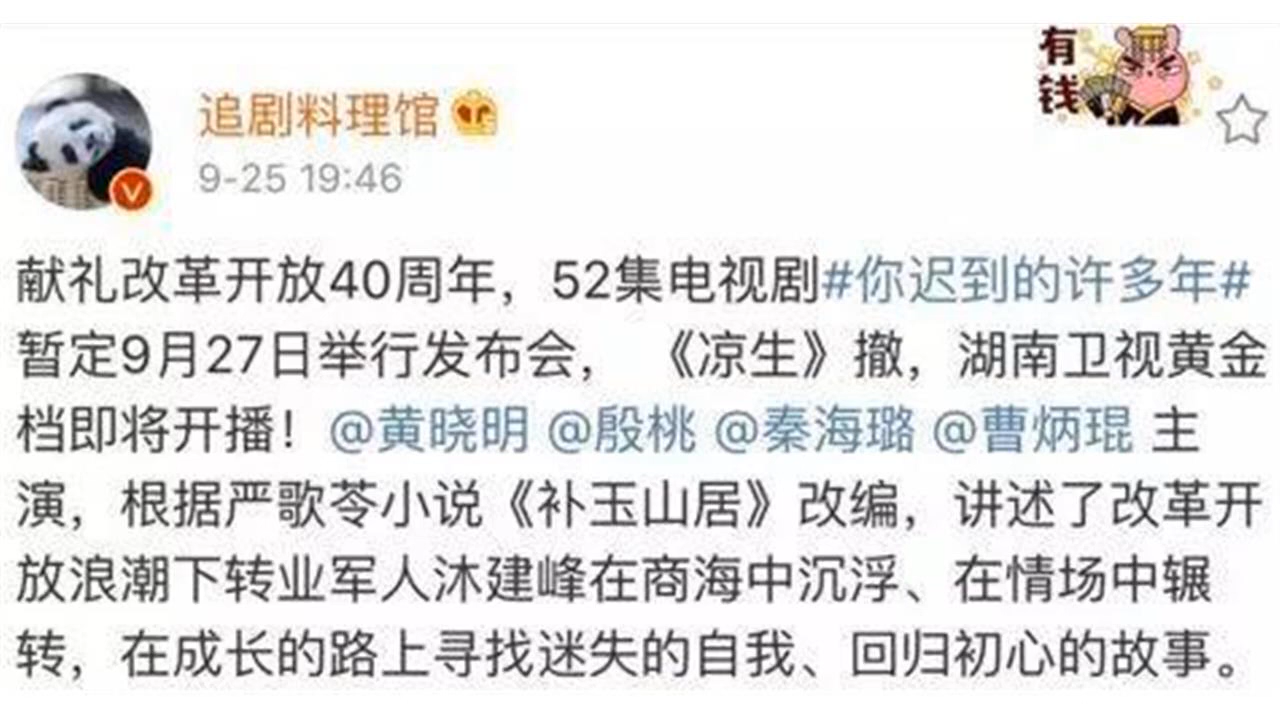 有钱
追剧料理馆
9-25 19:46
献礼改革开放40周年，52集电视剧#你迟到的许多年#
暂定9月27日举行发布会，《凉生》撤，湖南卫视黄金
档即将开播！@黄晓明 @殷桃 @秦海璐 @曹炳琨 主
演，根据严歌苓小说《补玉山居》改编，讲述了改革开
放浪潮下转业军人沐建峰在商海中沉浮、在情场中辗
转，在成长的路上寻找迷失的自我、回归初心的故事。